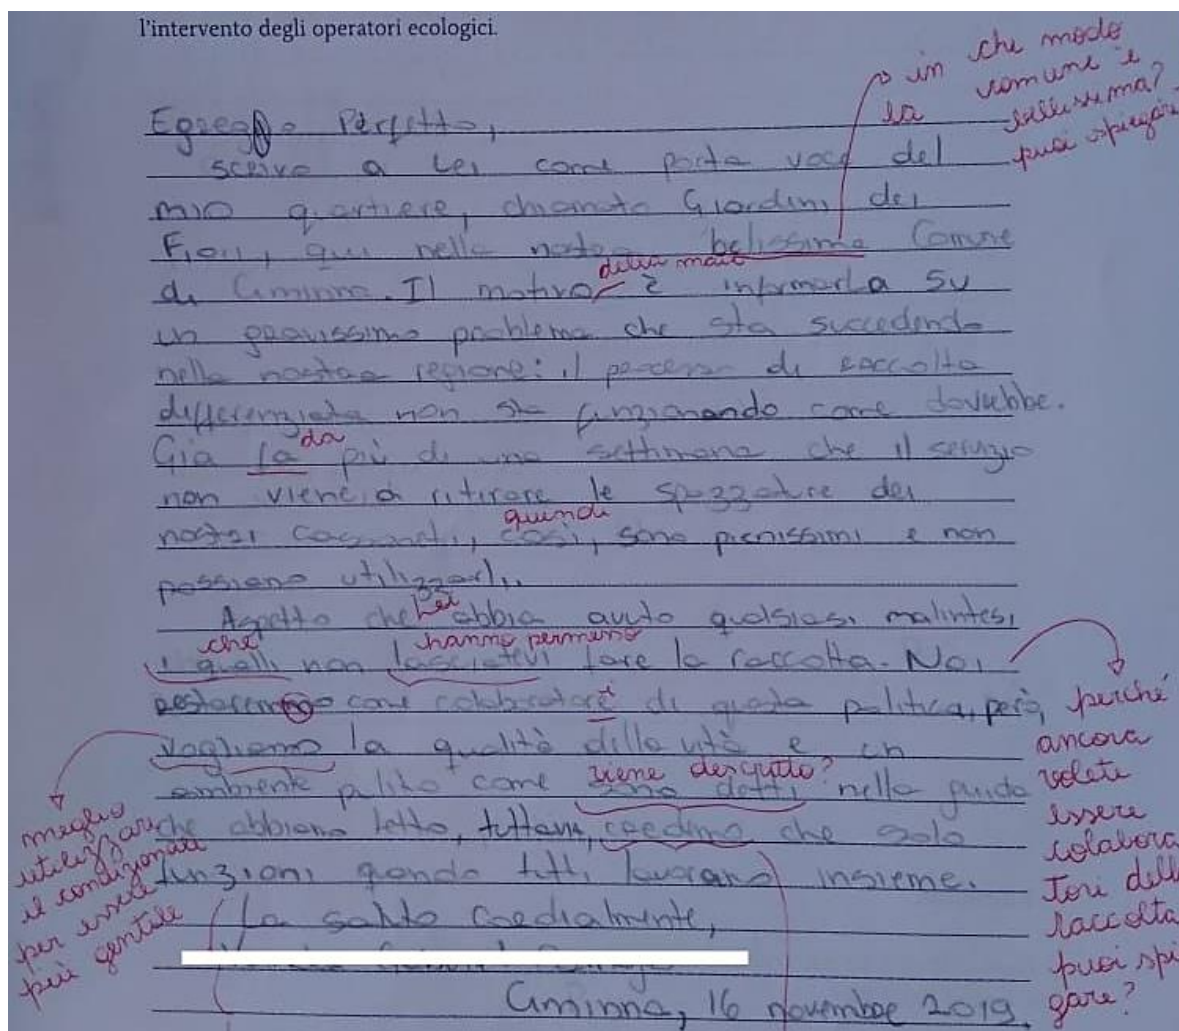 l'intervento degli operatori ecologici.
in che modo
la comune è
bellissima?
puoi spiegare
Egregio Perfetto,
scrivo a Lei come porta voce del
mio quartiere, chiamato Giardini dei
Fiori, qui nella nostra belissima Comune
della mail
di Ciminna. Il motivo è informarLa su
un gravissimo problema che sta succedendo
nella nostra regione: il processo di raccolta
differenziata non sta funzionando come dovrebbe.
da
Già fa più di una settimana che il servizio
non viene a ritirare le spazzature dei
quindi
nostri cassonetti, così, sono pienissimi e non
possiamo utilizzarli.
Lei
Aspetto che abbia avuto qualsiasi malintesi
che hanno permesso
i quali non lasciatevi fare la raccolta. Noi
restaremo come colaboratore di questa politica, però,
i
vogliamo la qualità della vita e un
viene descritto?
ambiente pulito come sono detti nella guida
che abbiamo letto, tuttavia, credimo che solo
funzioni quando tutti lavorano insieme.
La saluto cordialmente,
Ciminna, 16 novembre 2019.
perché
ancora
volete
essere
colabora
tori dell
raccolta
puoi spi
gare?
meglio
utilizzare
il condizionale
per essere
più gentile